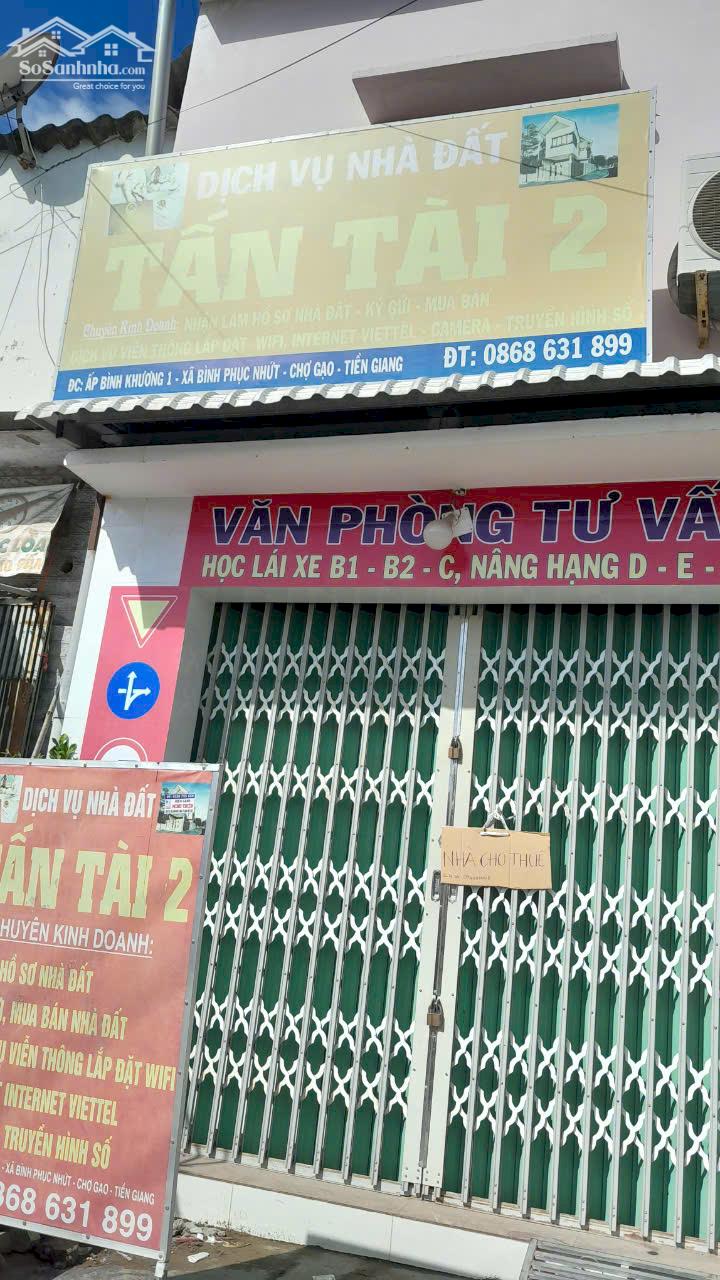 SoSanhnha.com
Great choice for you
DỊCH VỤ NHÀ ĐẤT
TẤN TÀI 2
Chuyên Kinh Doanh: NHẬN LÀM HỒ SƠ NHÀ ĐẤT - KÝ GỬI - MUA BÁN
DỊCH VỤ VIỄN THÔNG LẮP ĐẶT WIFI, INTERNET VIETTEL - CAMERA - TRUYỀN HÌNH SỐ
ĐC: ẤP BÌNH KHƯƠNG 1 - XÃ BÌNH PHỤC NHỨT - CHỢ GẠO - TIỀN GIANG
ĐT: 0868 631 899
VĂN PHÒNG TƯ VẤ
HỌC LÁI XE B1 - B2 - C, NÂNG HẠNG D - E -
NHÀ CHO THUÊ
DỊCH VỤ NHÀ ĐẤT
ẤN TÀI 2
HUYÊN KINH DOANH:
HỒ SƠ NHÀ ĐẤT
, MUA BÁN NHÀ ĐẤT
Ụ VIỄN THÔNG LẮP ĐẶT WIFI
INTERNET VIETTEL
TRUYỀN HÌNH SỐ
- XÃ BÌNH PHỤC NHỨT - CHỢ GẠO - TIỀN GIANG
868 631 899